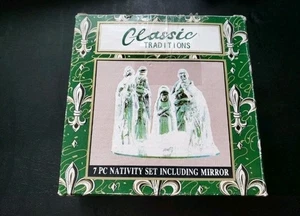 Classic
TRADITIONS
7 PC NATIVITY SET INCLUDING MIRROR